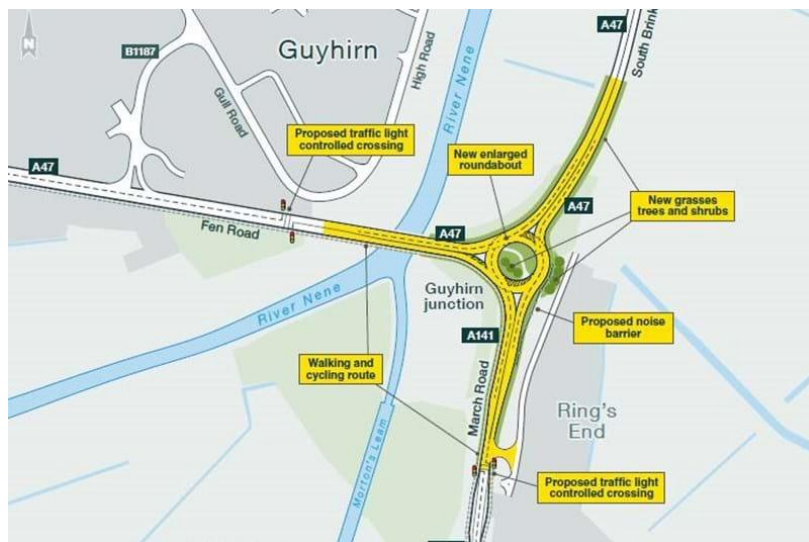 N
Guyhirn
B1187
Gull Road
High Road
River Nene
A47
South Brink
Proposed traffic light
controlled crossing
New enlarged
roundabout
New grasses
trees and shrubs
A47
A47
A47
Fen Road
Guyhirn
junction
River Nene
A141
Proposed noise
barrier
Walking and
cycling route
March Road
Ring's
End
Morton's Leam
Proposed traffic light
controlled crossing